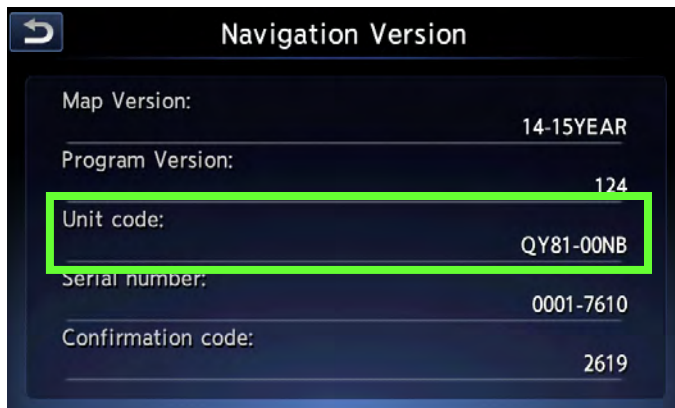 Navigation Version
Map Version:
14-15YEAR
Program Version:
124
Unit code:
QY81-00NB
Serial number:
0001-7610
Confirmation code:
2619